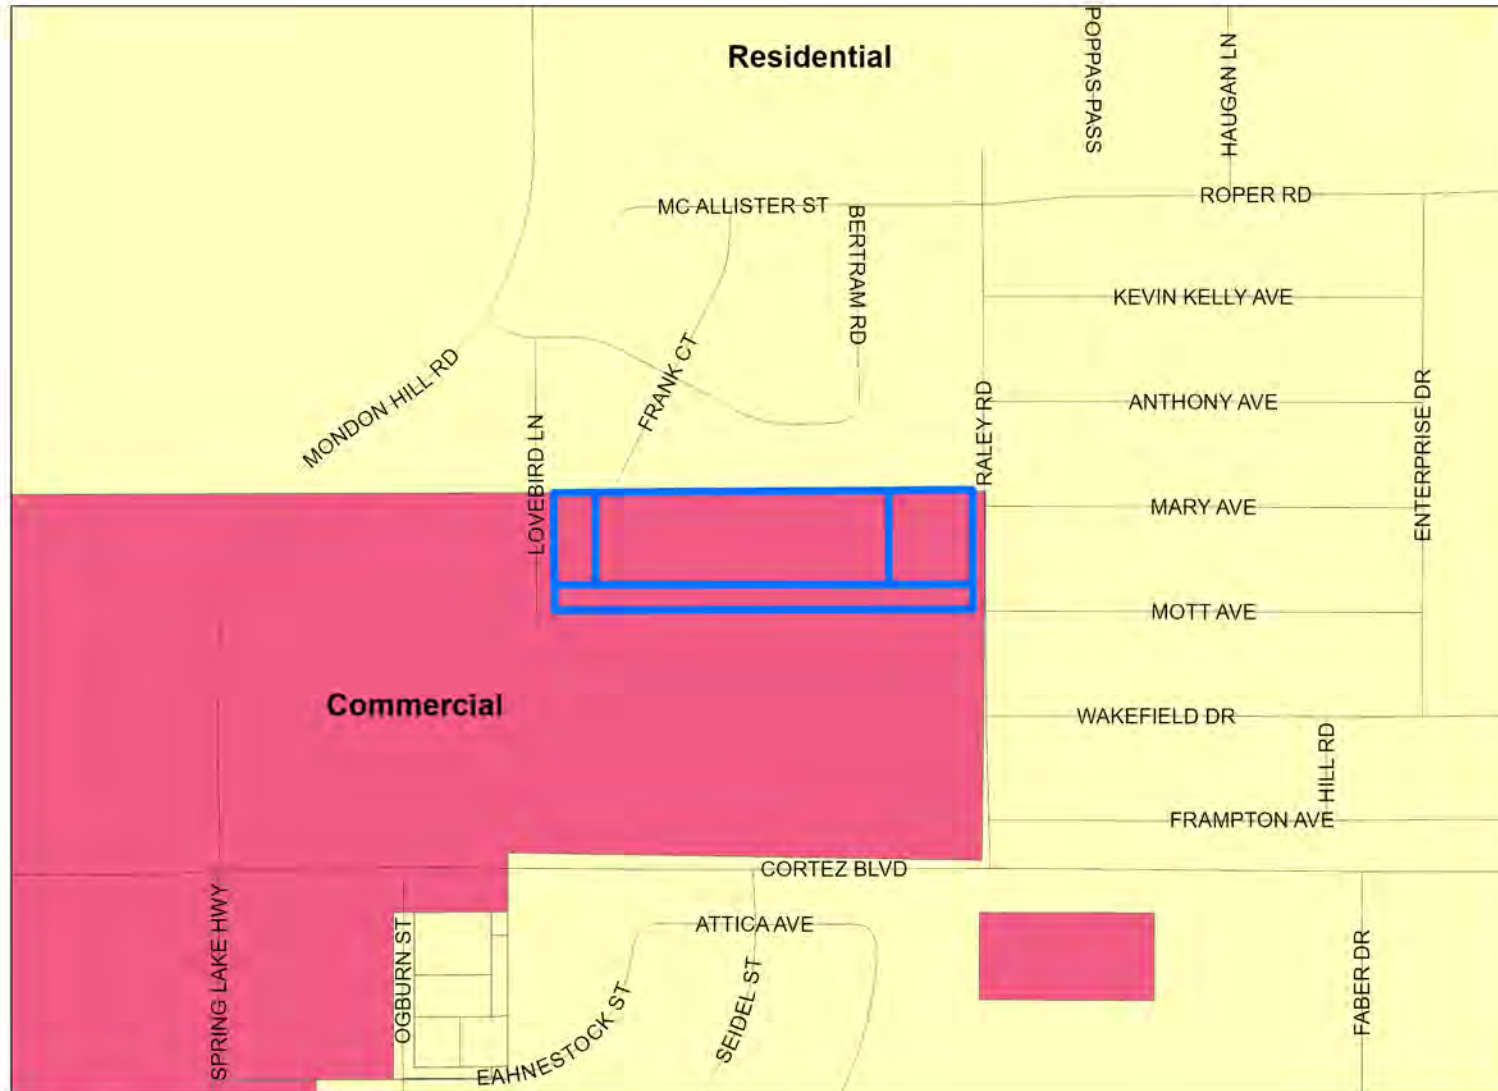 Residential
POPPAS PASS
HAUGAN LN
MC ALLISTER ST
ROPER RD
BERTRAM RD
KEVIN KELLY AVE
FRANK CT
MONDON HILL RD
RALEY RD
ANTHONY AVE
ENTERPRISE DR
LOVEBIRD LN
MARY AVE
MOTT AVE
Commercial
WAKEFIELD DR
HILL RD
FRAMPTON AVE
CORTEZ BLVD
SPRING LAKE HWY
OGBURN ST
ATTICA AVE
SEIDEL ST
EAHNESTOCK ST
FABER DR